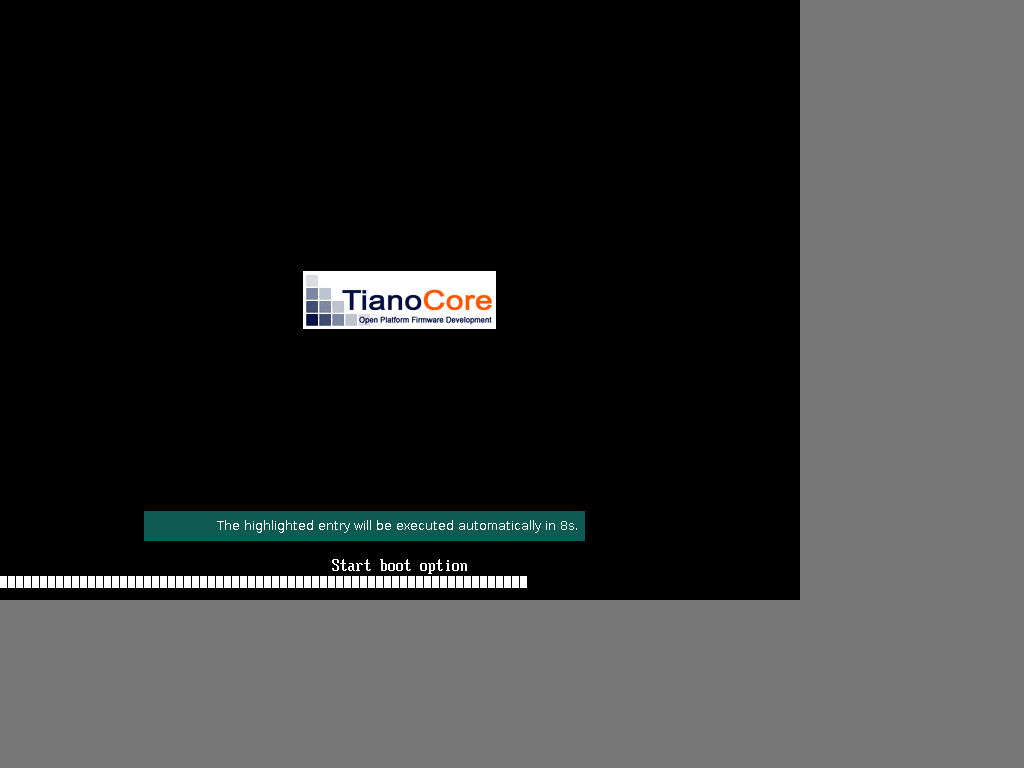 TianoCore
Open Platform Firmware Development
The highlighted entry will be executed automatically in 8s.
Start boot option